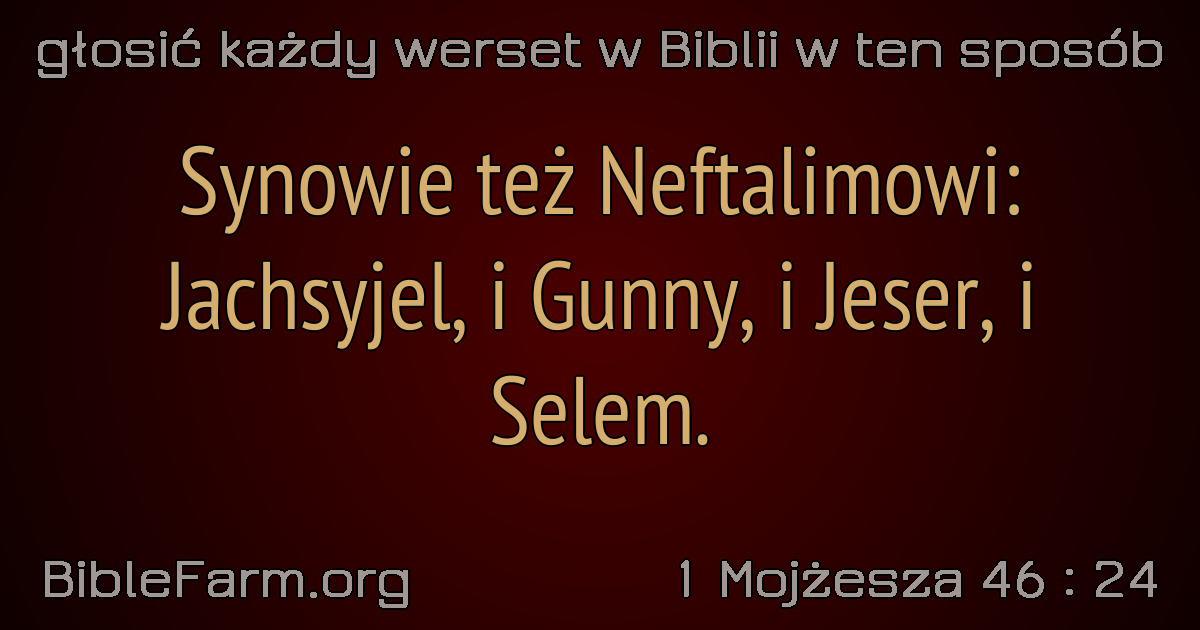 głosić każdy werset w Biblii w ten sposób
Synowie też Neftalimowi:
Jachsyjel, i Gunny, i Jeser, i
Selem.
BibleFarm.org
1 Mojżesza 46 : 24